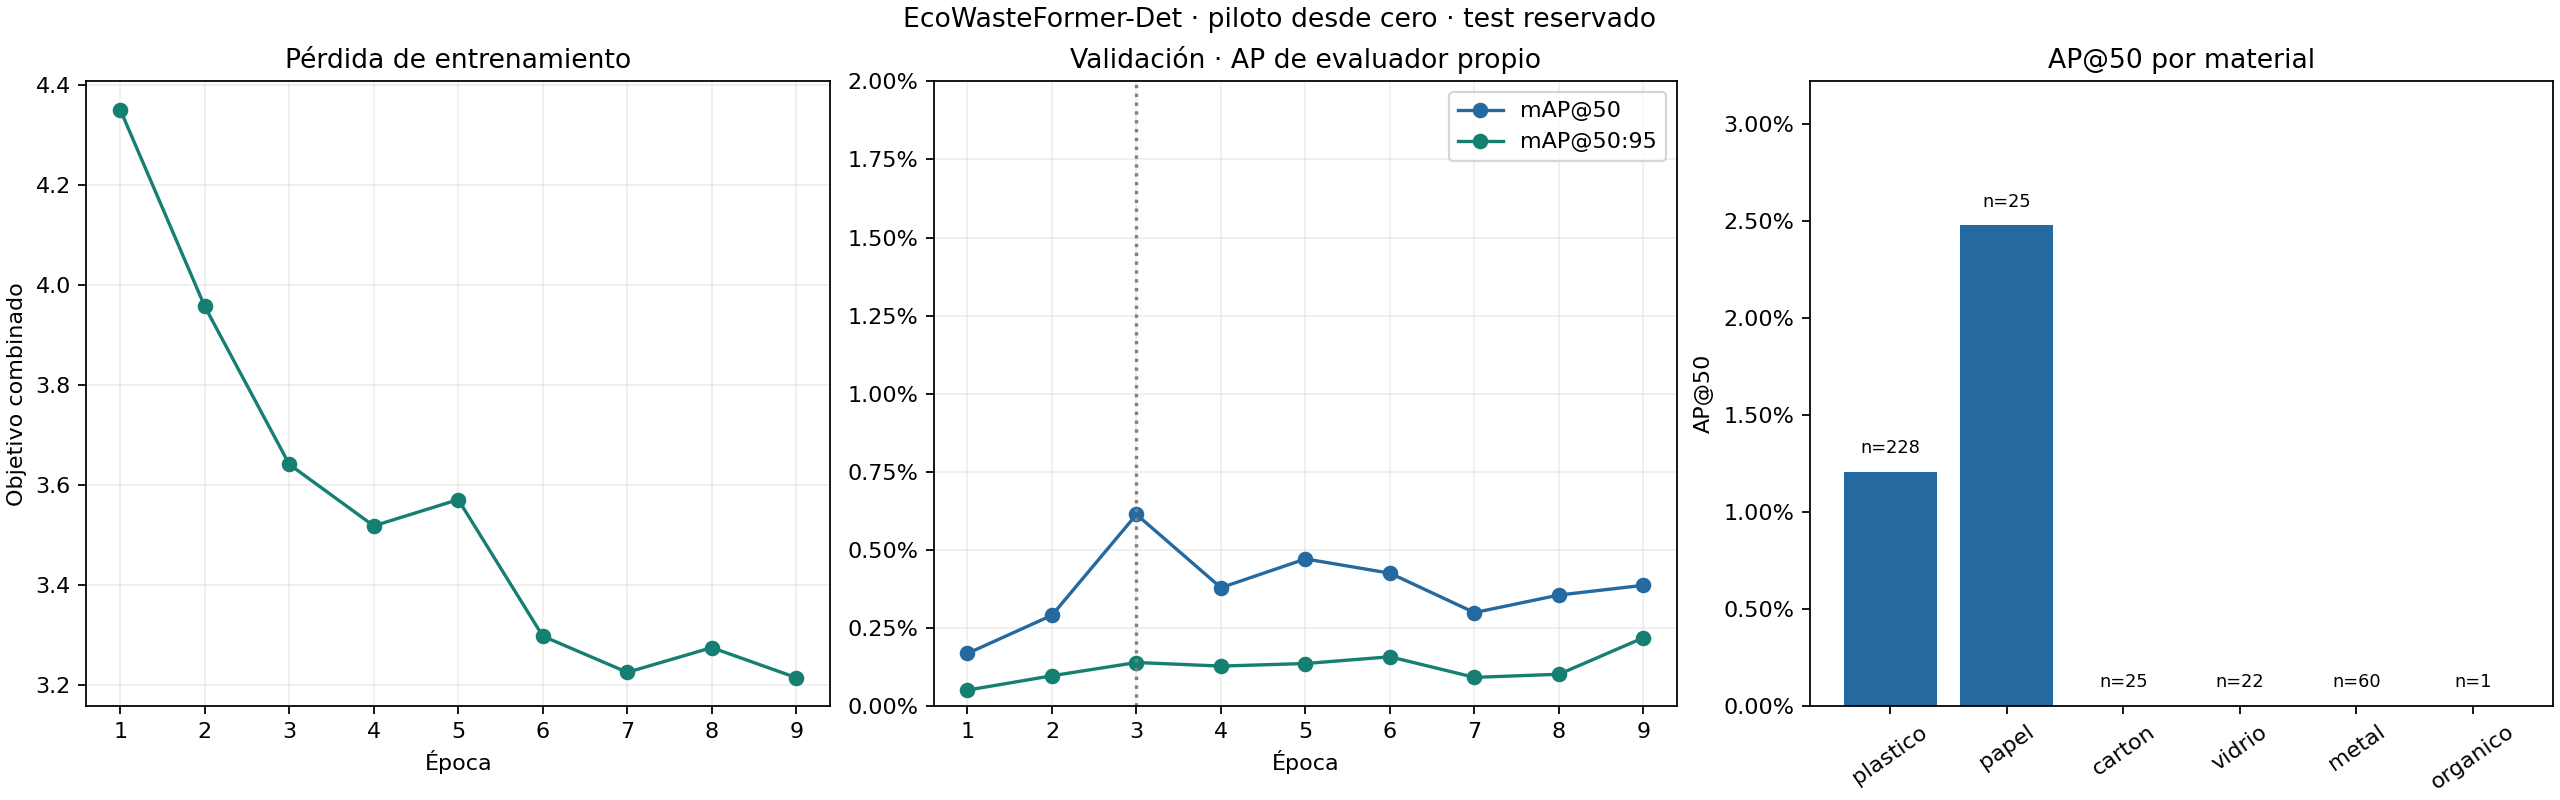 EcoWasteFormer-Det · piloto desde cero · test reservado
Pérdida de entrenamiento
Objetivo combinado
4.4
4.2
4.0
3.8
3.6
3.4
3.2
1 2 3 4 5 6 7 8 9
Época
Validación · AP de evaluador propio
2.00%
1.75%
1.50%
1.25%
1.00%
0.75%
0.50%
0.25%
0.00%
mAP@50
mAP@50:95
1 2 3 4 5 6 7 8 9
Época
AP@50 por material
AP@50
3.00%
2.50%
2.00%
1.50%
1.00%
0.50%
0.00%
n=228
n=25
n=25
n=22
n=60
n=1
plastico
papel
carton
vidrio
metal
organico